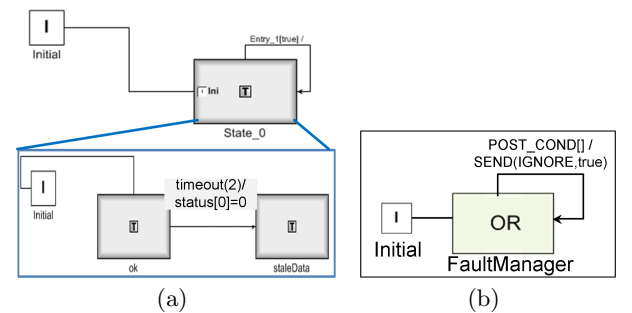 I
Initial
Entry_1[true] /
I Ini
T
State_0
I
Initial
timeout(2)/
status[0]=0
T
T
ok
staleData
(a)
POST_COND[] /
SEND(IGNORE,true)
I
OR
Initial
FaultManager
(b)